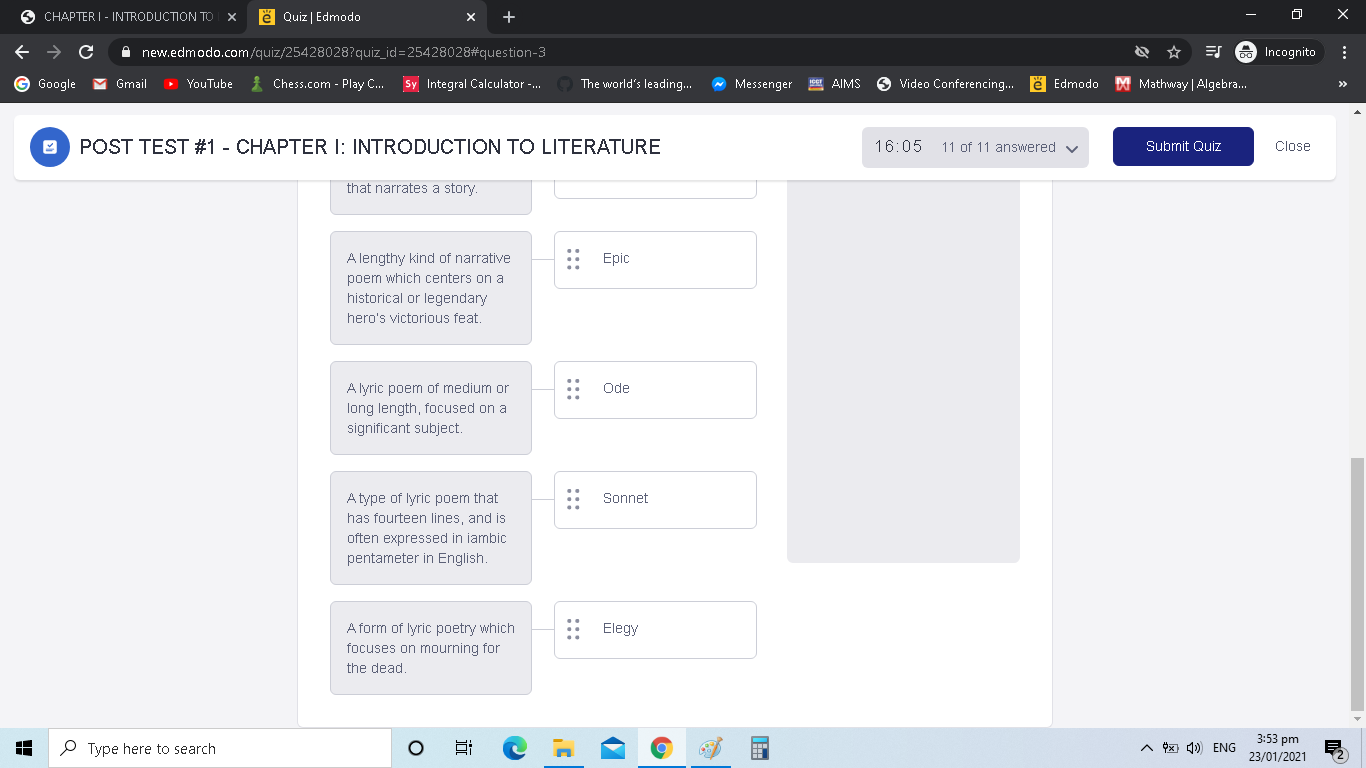 CHAPTER I - INTRODUCTION TO
Quiz | Edmodo
new.edmodo.com/quiz/25428028?quiz_id=25428028#question-3
Incognito
Google
Gmail
YouTube
Chess.com - Play C...
Sy
Integral Calculator -...
The world's leading...
Messenger
AIMS
Video Conferencing...
Edmodo
Mathway | Algebra...
»
POST TEST #1 - CHAPTER I: INTRODUCTION TO LITERATURE
16:05
11 of 11 answered
Submit Quiz
Close
that narrates a story.
A lengthy kind of narrative
poem which centers on a
historical or legendary
hero's victorious feat.
Epic
A lyric poem of medium or
long length, focused on a
significant subject.
Ode
A type of lyric poem that
has fourteen lines, and is
often expressed in iambic
pentameter in English.
Sonnet
A form of lyric poetry which
focuses on mourning for
the dead.
Elegy
Type here to search
ENG
3:53 pm
23/01/2021
2